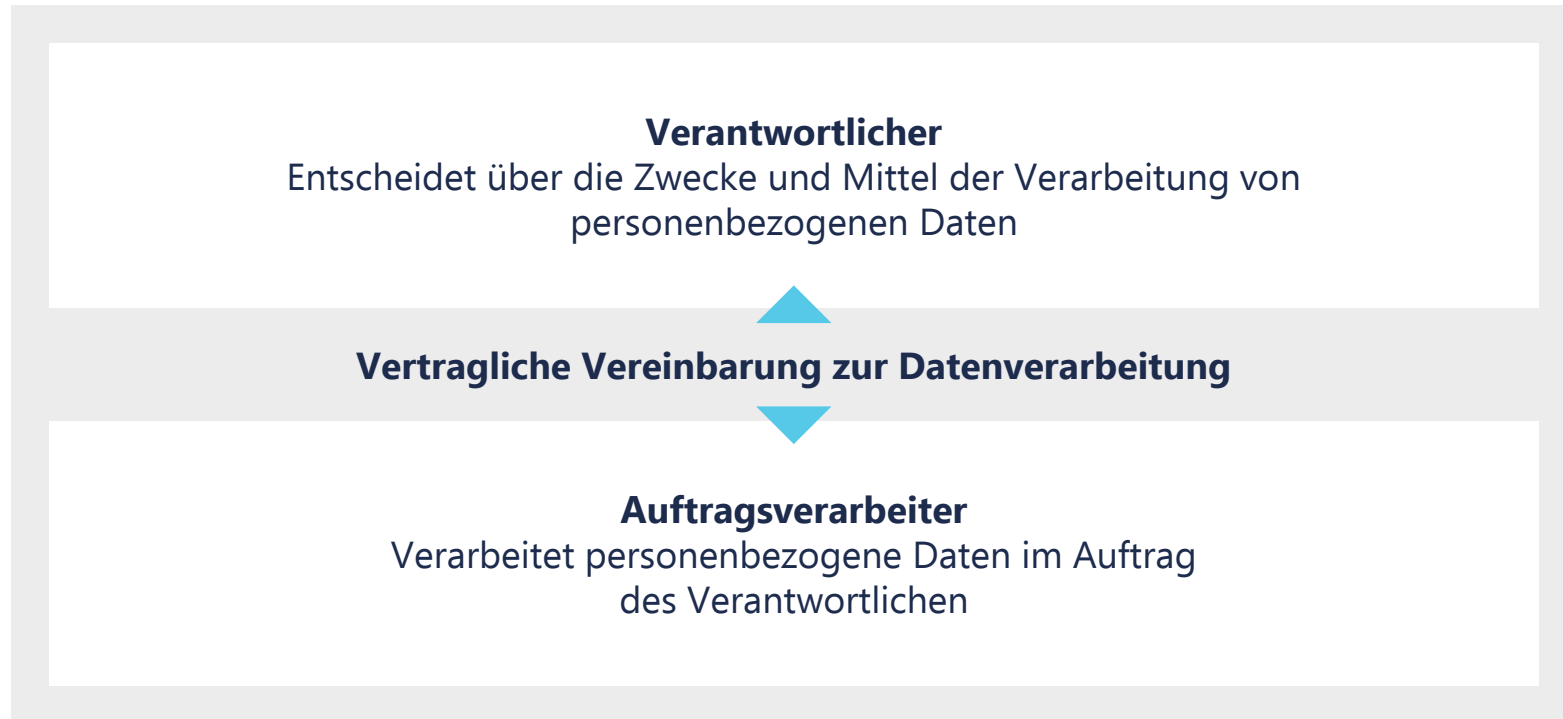 Verantwortlicher
Entscheidet über die Zwecke und Mittel der Verarbeitung von
personenbezogenen Daten
Vertragliche Vereinbarung zur Datenverarbeitung
Auftragsverarbeiter
Verarbeitet personenbezogene Daten im Auftrag
des Verantwortlichen